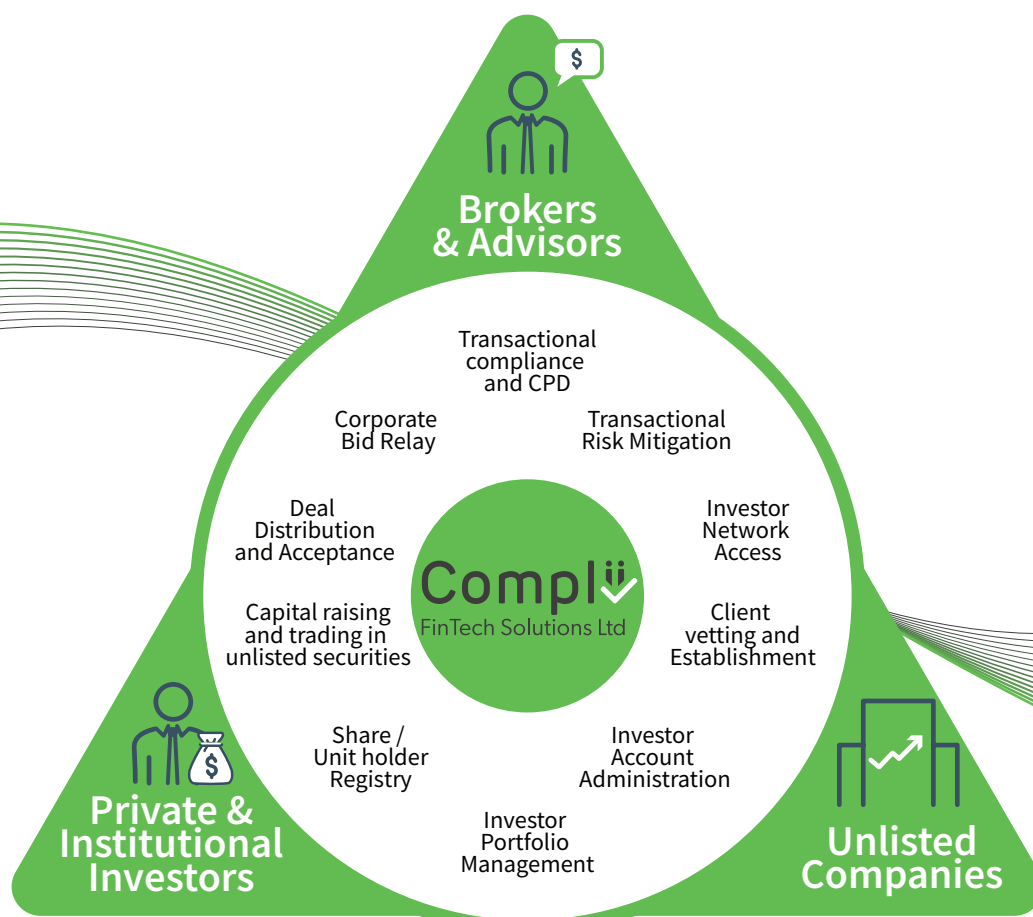 $
Brokers
& Advisors
Transactional
compliance
and CPD
Corporate
Bid Relay
Transactional
Risk Mitigation
Deal
Distribution
and Acceptance
Investor
Network
Access
Complii
FinTech Solutions Ltd
Capital raising
and trading in
unlisted securities
Client
vetting and
Establishment
Share /
Unit holder
Registry
Investor
Account
Administration
Investor
Portfolio
Management
$
Private &
Institutional
Investors
Unlisted
Companies